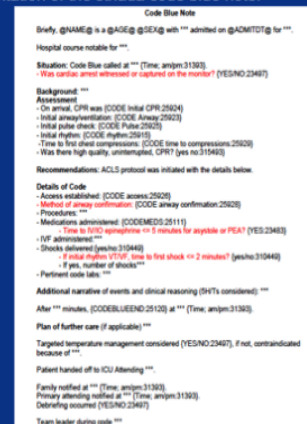 Code Blue Note
Briefly, @NAME@ is a @AGE@ @SEX@ with *** admitted on @ADMITDT@ for ***.
Hospital course notable for ***.
Situation: Code Blue called at *** {Time; am/pm:31393}.
- Was cardiac arrest witnessed or captured on the monitor? {YES/NO:23497}
Background: ***
Assessment
- On arrival, CPR was {CODE Initial CPR:25924}
- Initial airway/ventilation: {CODE Airway:25923}
- Initial pulse check: {CODE Pulse:25925}
- Initial rhythm: {CODE rhythm:25915}
-Time to first chest compressions: {CODE time to compressions:25929}
- Was there high quality, uninterrupted, CPR? {yes no:315493}
Recommendations: ACLS protocol was initiated with the details below.
Details of Code
- Access established: {CODE access:25926}
- Method of airway confirmation: {CODE airway confirmation:25928}
- Procedures: ***
- Medications administered: {CODEMEDS:25111}
- Time to IV/IO epinephrine <= 5 minutes for asystole or PEA? {YES:23483}
- IVF administered:***
- Shocks delivered:{yes/no:310449}
- If initial rhythm VT/VF, time to first shock <= 2 minutes? {yes/no:310449}
- If yes, number of shocks***
- Pertinent code labs: ***
Additional narrative of events and clinical reasoning (5H/Ts considered): ***
After *** minutes, {CODEBLUEEND:25120} at *** {Time; am/pm:31393}.
Plan of further care (if applicable) ***
Targeted temperature management considered {YES/NO:23497}, if not, contraindicated
because of ***.
Patient handed off to ICU Attending ***.
Family notified at *** {Time; am/pm:31393}.
Primary attending notified at *** {Time; am/pm:31393}.
Debriefing occurred {YES/NO:23497}
Team leader during code ***